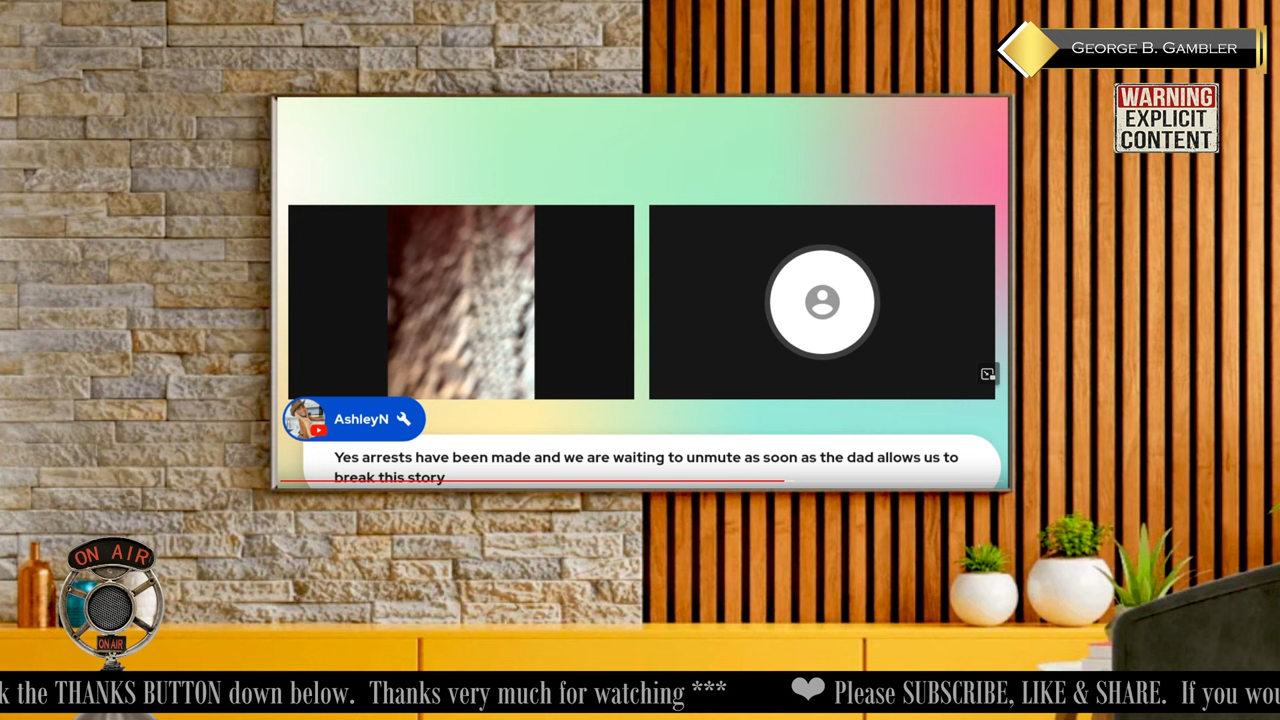 GEORGE B. GAMBLER
WARNING
EXPLICIT
CONTENT
AshleyN
Yes arrests have been made and we are waiting to unmute as soon as the dad allows us to
break this story
ON AIR
ON AIR
k the THANKS BUTTON down below. Thanks very much for watching *** ❤ Please SUBSCRIBE, LIKE & SHARE. If you wou